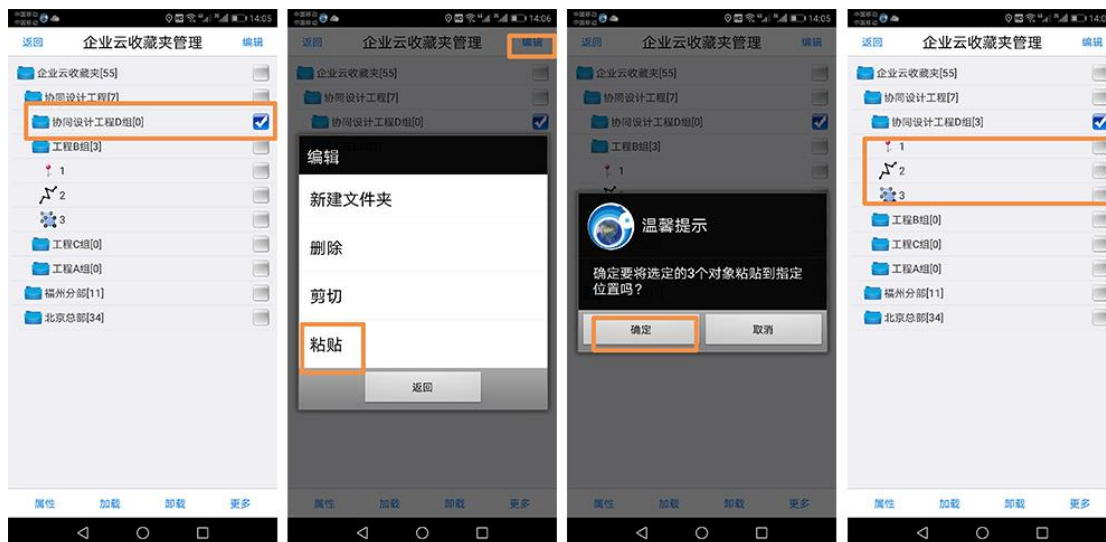 中国移动
中国移动
14:05
返回
企业云收藏夹管理
编辑
企业云收藏夹[55]
协同设计工程[7]
协同设计工程D组[0]
工程B组[3]
1
2
3
工程C组[0]
工程A组[0]
福州分部[11]
北京总部[34]
属性 加载 卸载 更多
14:06
返回
企业云收藏夹管理
编辑
企业云收藏夹[55]
协同设计工程[7]
协同设计工程D组[0]
编辑
新建文件夹
删除
剪切
粘贴
返回
属性 加载 卸载 更多
14:05
返回
企业云收藏夹管理
编辑
企业云收藏夹[55]
协同设计工程[7]
协同设计工程D组[0]
工程B组[3]
1
温馨提示
确定要将选定的3个对象粘贴到指定
位置吗？
确定 取消
属性 加载 卸载 更多
返回
企业云收藏夹管理
编辑
企业云收藏夹[55]
协同设计工程[7]
协同设计工程D组[3]
1
2
3
工程B组[0]
工程C组[0]
工程A组[0]
福州分部[11]
北京总部[34]
属性 加载 卸载 更多